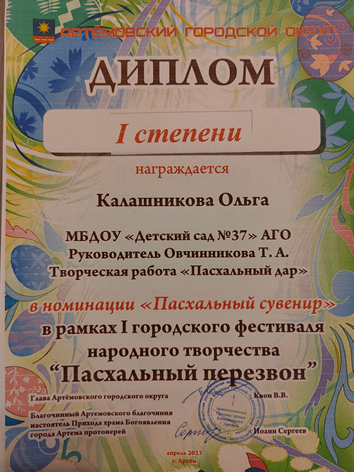 АРТЁМОВСКИЙ ГОРОДСКОЙ ОКРУГ
ДИПЛОМ
I степени
награждается
Калашникова Ольга
МБДОУ «Детский сад №37» АГО
Руководитель Овчинникова Т. А.
Творческая работа «Пасхальный дар»
в номинации «Пасхальный сувенир»
в рамках I городского фестиваля
народного творчества
“Пасхальный перезвон”
Глава Артёмовского городского округа
Квон В.В.
Благочинный Артемовского благочиния
настоятель Прихода храма Богоявления
города Артема протоиерей
Иоанн Сергеев
апрель 2023
г. Артём